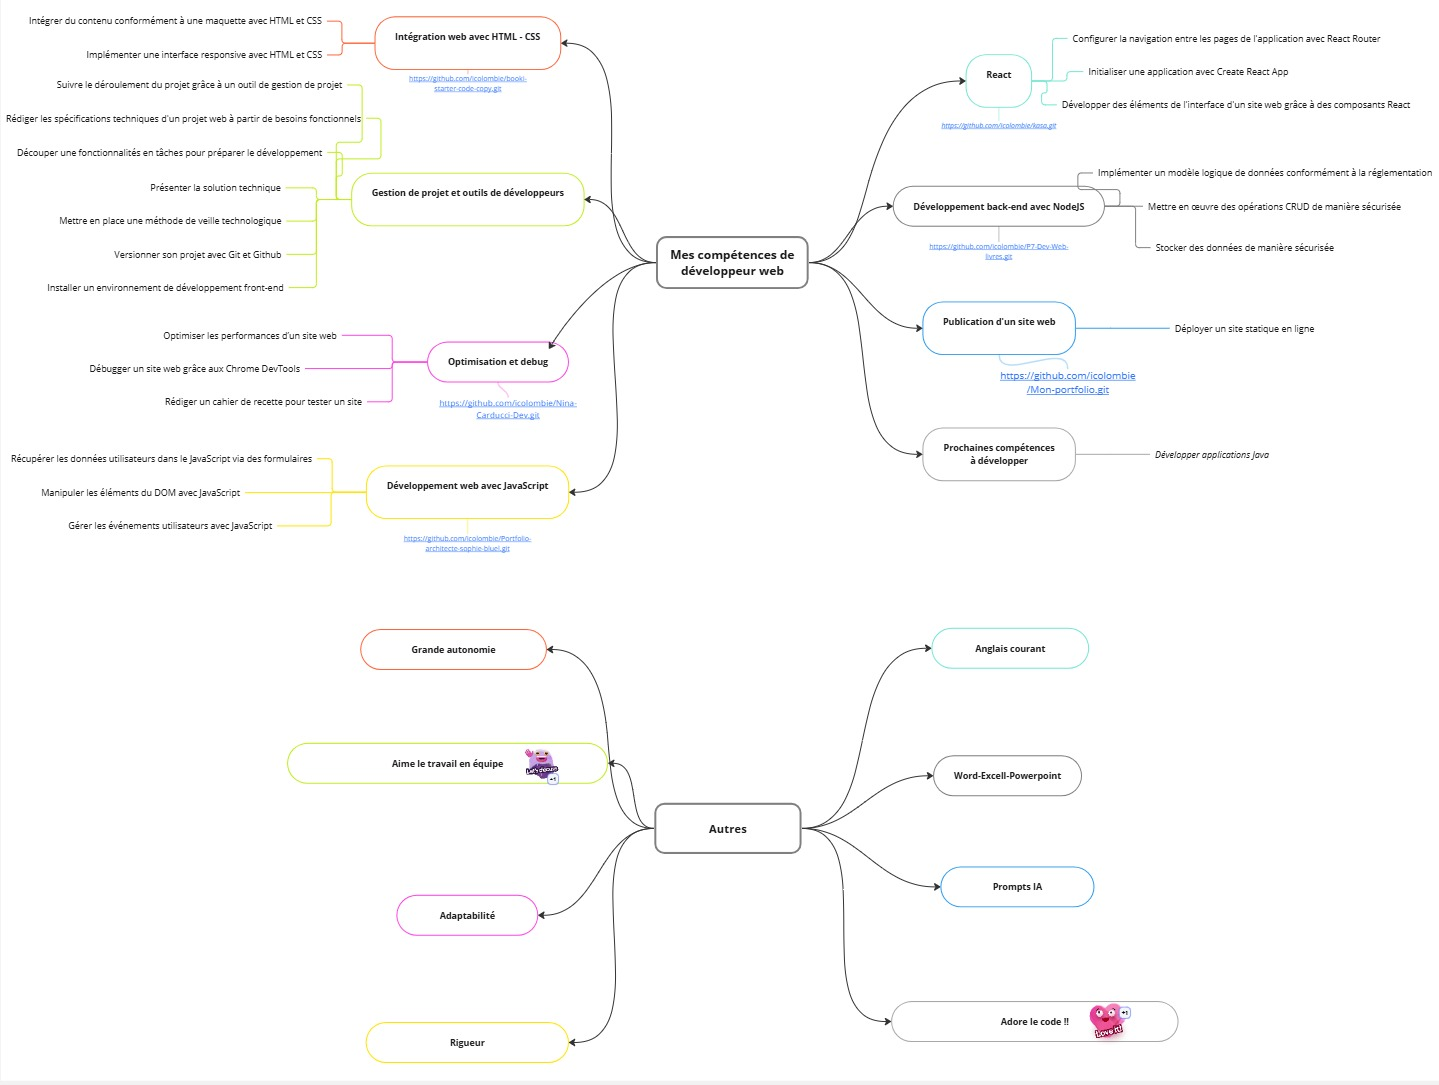 Mes compétences de
développeur web
Intégration web avec HTML - CSS
https://github.com/icolombie/booki-
starter-code-copy.git
Intégrer du contenu conformément à une maquette avec HTML et CSS
Implémenter une interface responsive avec HTML et CSS
Gestion de projet et outils de développeurs
Suivre le déroulement du projet grâce à un outil de gestion de projet
Rédiger les spécifications techniques d'un projet web à partir de besoins fonctionnels
Découper une fonctionnalités en tâches pour préparer le développement
Présenter la solution technique
Mettre en place une méthode de veille technologique
Versionner son projet avec Git et Github
Installer un environnement de développement front-end
Optimisation et debug
https://github.com/icolombie/Nina-
Carducci-Dev.git
Optimiser les performances d'un site web
Débugger un site web grâce aux Chrome DevTools
Rédiger un cahier de recette pour tester un site
Développement web avec JavaScript
https://github.com/icolombie/Portfolio-
architecte-sophie-bluel.git
Récupérer les données utilisateurs dans le JavaScript via des formulaires
Manipuler les éléments du DOM avec JavaScript
Gérer les événements utilisateurs avec JavaScript
React
https://github.com/icolombie/kasa.git
Configurer la navigation entre les pages de l'application avec React Router
Initialiser une application avec Create React App
Développer des éléments de l'interface d'un site web grâce à des composants React
Développement back-end avec NodeJS
https://github.com/icolombie/P7-Dev-Web-
livres.git
Implémenter un modèle logique de données conformément à la réglementation
Mettre en œuvre des opérations CRUD de manière sécurisée
Stocker des données de manière sécurisée
Publication d'un site web
https://github.com/icolombie
/Mon-portfolio.git
Déployer un site statique en ligne
Prochaines compétences
à développer
Développer applications java
Autres
Grande autonomie
Aime le travail en équipe
+1
Adaptabilité
Rigueur
Anglais courant
Word-Excell-Powerpoint
Prompts IA
Adore le code !!
+1
Love it!